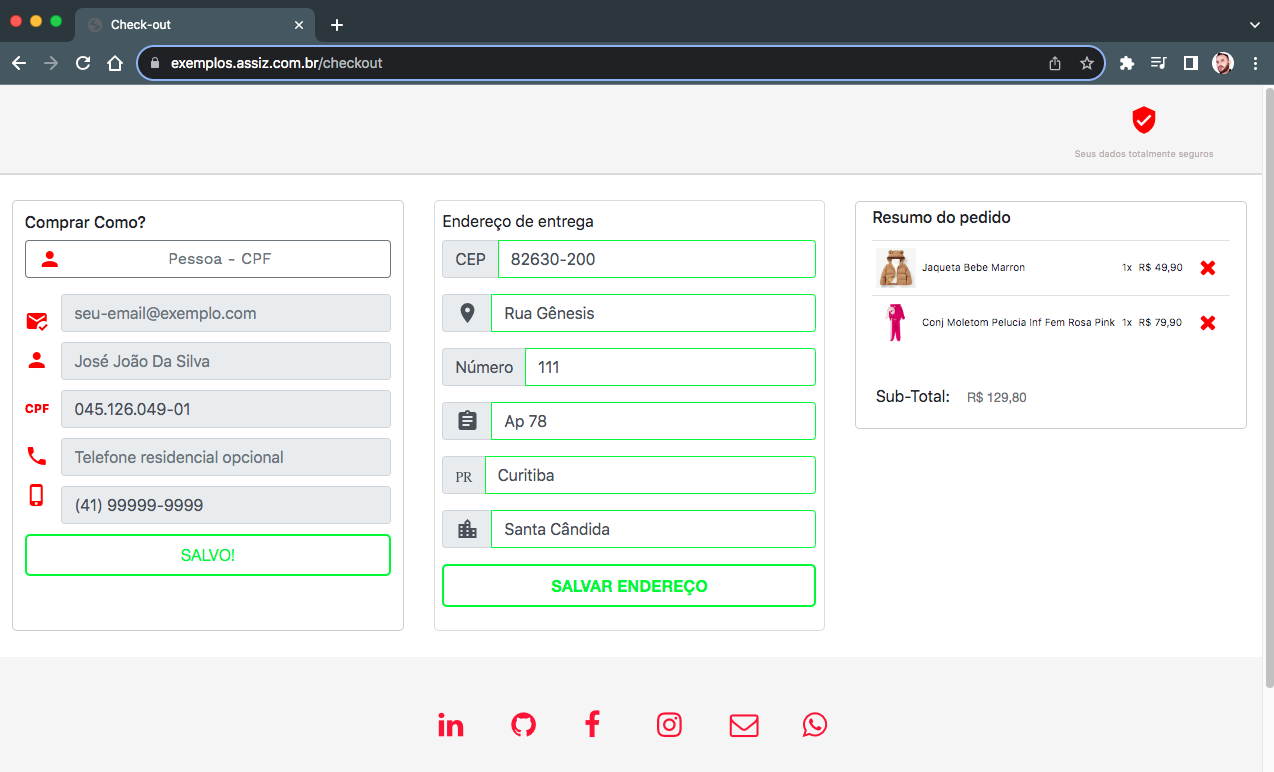 Check-out
exemplos.assiz.com.br/checkout
Seus dados totalmente seguros
Comprar Como?
Pessoa - CPF
seu-email@exemplo.com
José João Da Silva
CPF 045.126.049-01
Telefone residencial opcional
(41) 99999-9999
SALVO!
Endereço de entrega
CEP 82630-200
Rua Gênesis
Número 111
Ap 78
PR Curitiba
Santa Cândida
SALVAR ENDEREÇO
Resumo do pedido
Jaqueta Bebe Marron 1x R$ 49,90
Conj Moletom Pelucia Inf Fem Rosa Pink 1x R$ 79,90
Sub-Total: R$ 129,80